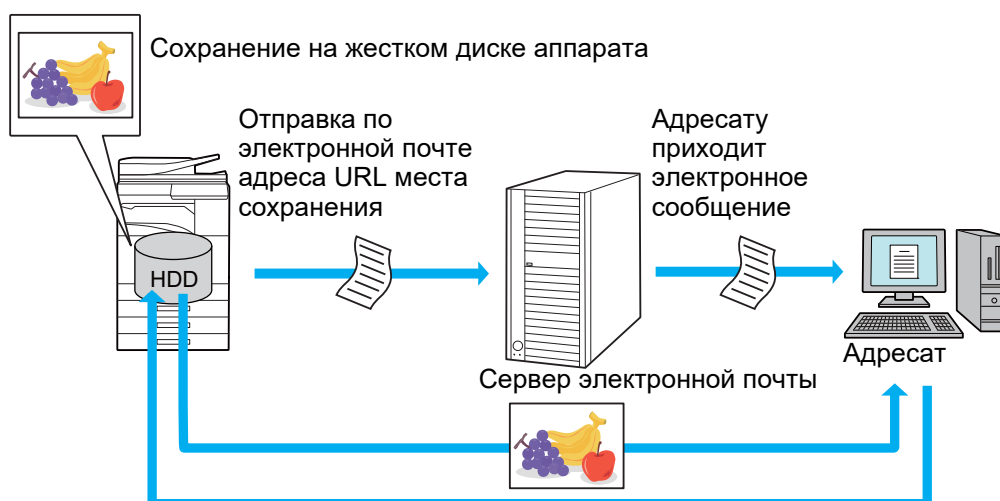 Сохранение на жестком диске аппарата
Отправка по
электронной почте
адреса URL места
сохранения
Адресату
приходит
электронное
сообщение
HDD
Адресат
Сервер электронной почты